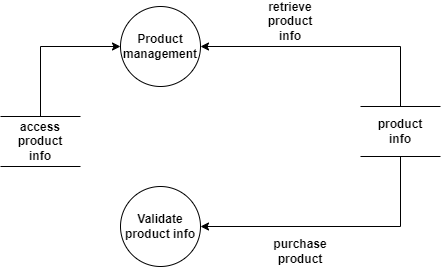 retrieve
product
info
Product
management
access
product
info
product
info
Validate
product info
purchase
product